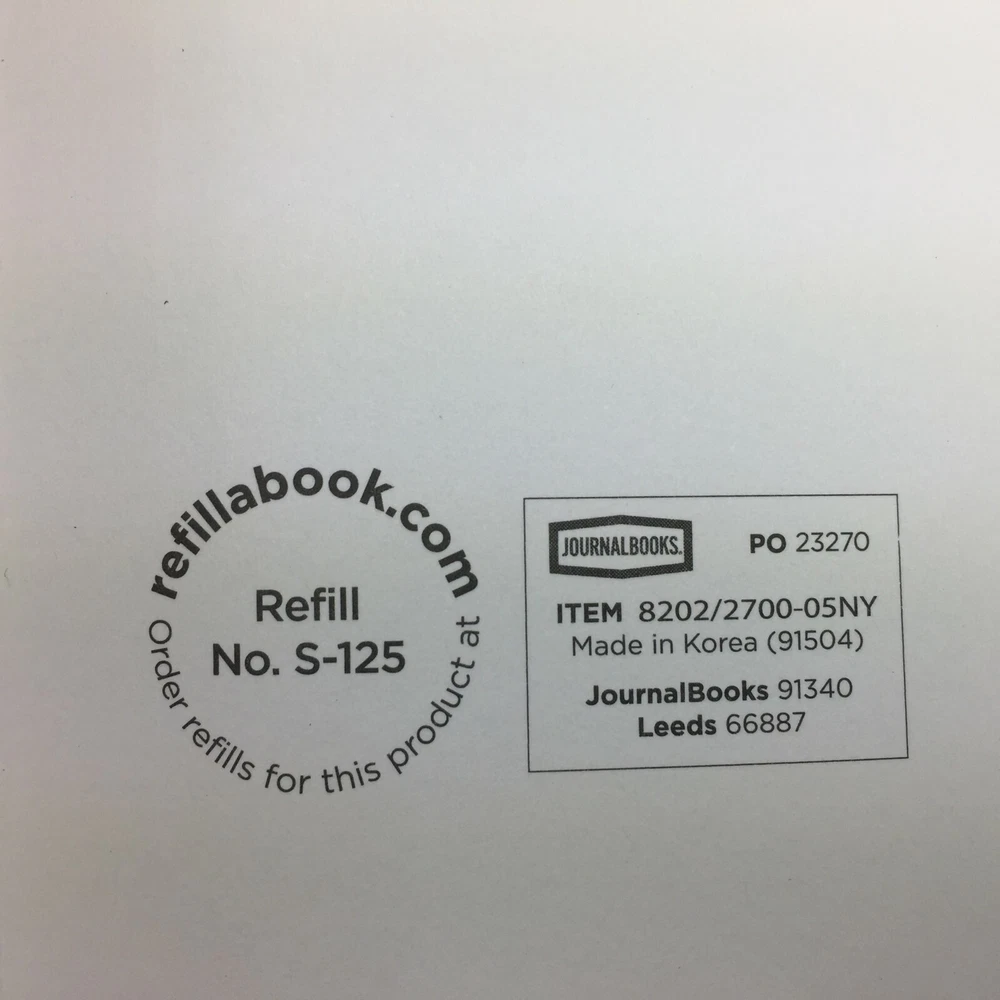 refillabook.com
Refill
No. S-125
Order refills for this product at
JOURNALBOOKS.
PO 23270
ITEM 8202/2700-05NY
Made in Korea (91504)
JournalBooks 91340
Leeds 66887